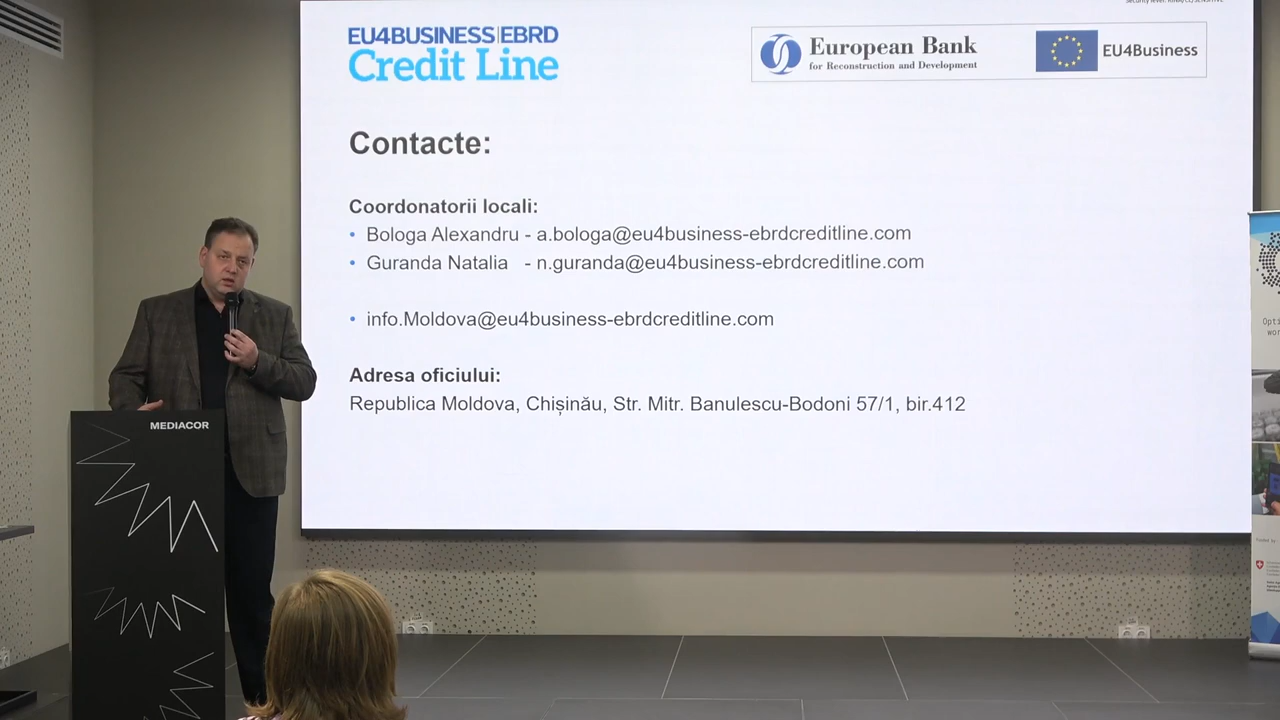 EU4BUSINESS|EBRD
Credit Line
European Bank
for Reconstruction and Development
EU4Business
Contacte:
Coordonatorii locali:
• Bologa Alexandru - a.bologa@eu4business-ebrdcreditline.com
• Guranda Natalia - n.guranda@eu4business-ebrdcreditline.com
• info.Moldova@eu4business-ebrdcreditline.com
Adresa oficiului:
Republica Moldova, Chișinău, Str. Mitr. Banulescu-Bodoni 57/1, bir.412
MEDIACOR